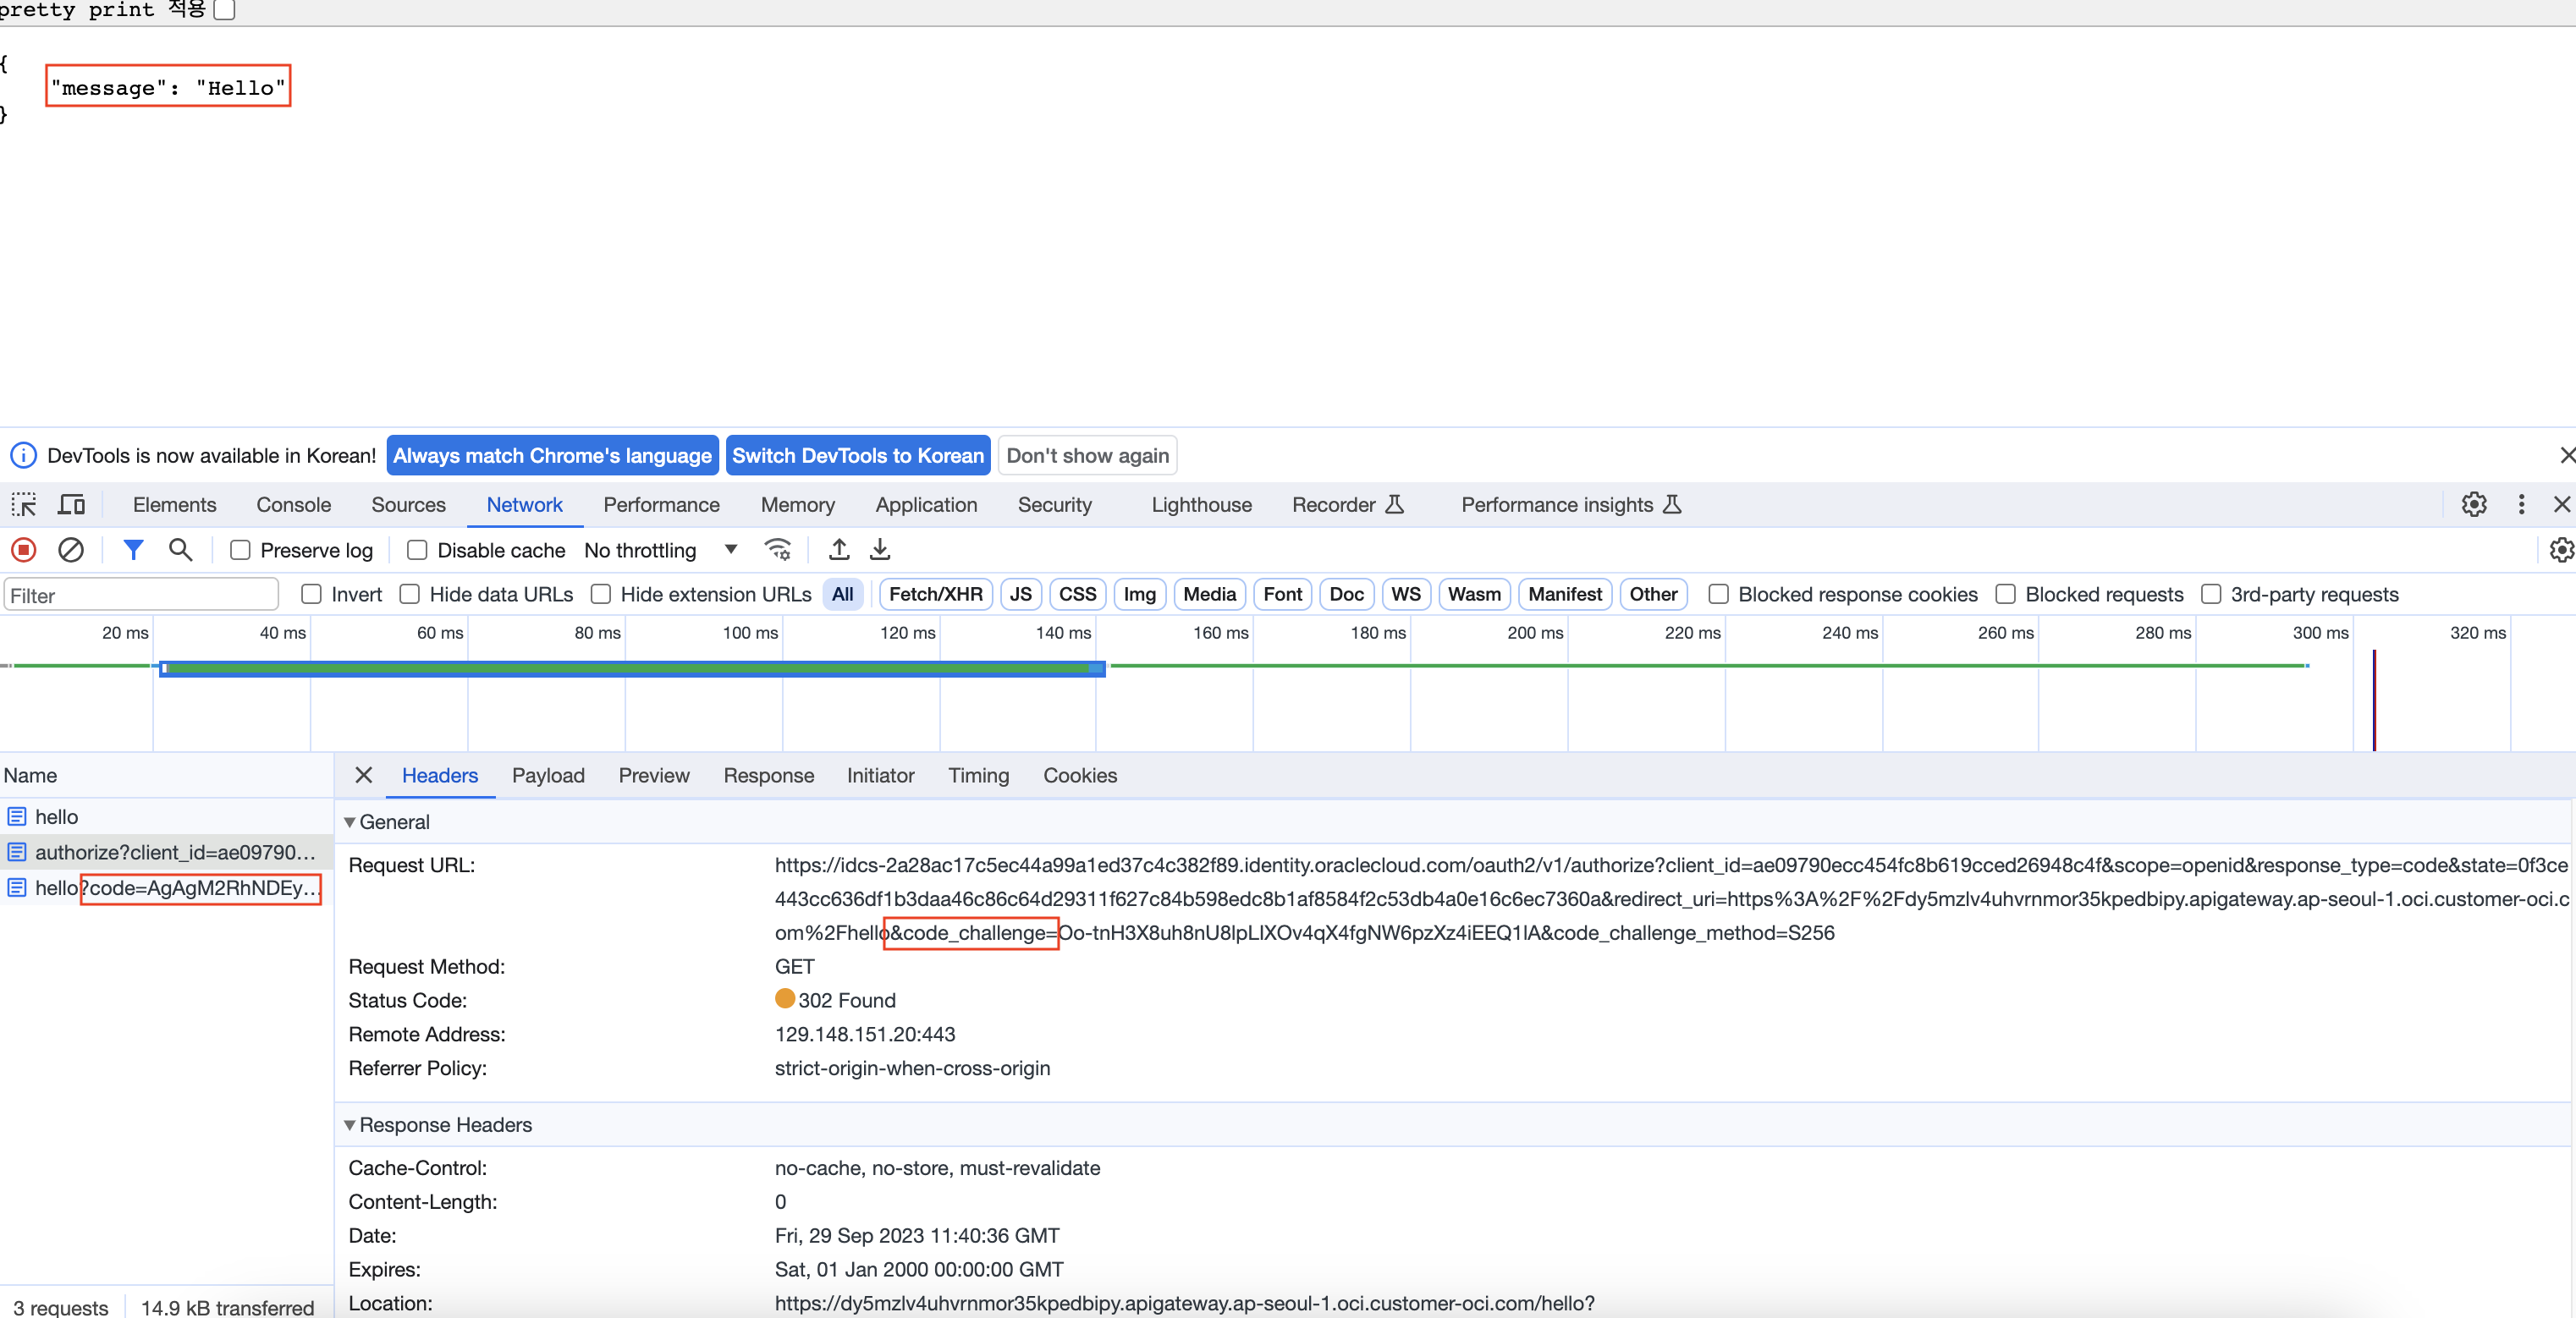 pretty print 적용
{
"message": "Hello"
}
DevTools is now available in Korean! Always match Chrome's language Switch DevTools to Korean Don't show again
Elements Console Sources Network Performance Memory Application Security Lighthouse Recorder Performance insights
Preserve log Disable cache No throttling
Filter Invert Hide data URLs Hide extension URLs All Fetch/XHR JS CSS Img Media Font Doc WS Wasm Manifest Other Blocked response cookies Blocked requests 3rd-party requests
20 ms 40 ms 60 ms 80 ms 100 ms 120 ms 140 ms 160 ms 180 ms 200 ms 220 ms 240 ms 260 ms 280 ms 300 ms 320 ms
Name
hello
authorize?client_id=ae09790...
hello?code=AgAgM2RhNDEy...
3 requests 14.9 kB transferred
Headers Payload Preview Response Initiator Timing Cookies
General
Request URL: https://idcs-2a28ac17c5ec44a99a1ed37c4c382f89.identity.oraclecloud.com/oauth2/v1/authorize?client_id=ae09790ecc454fc8b619cced26948c4f&scope=openid&response_type=code&state=0f3ce
443cc636df1b3daa46c86c64d29311f627c84b598edc8b1af8584f2c53db4a0e16c6ec7360a&redirect_uri=https%3A%2F%2Fdy5mzlv4uhvrnmor35kpedbipy.apigateway.ap-seoul-1.oci.customer-oci.c
om%2Fhello&code_challenge=Oo-tnH3X8uh8nU8lpLIXOv4qX4fgNW6pzXz4iEEQ1lA&code_challenge_method=S256
Request Method: GET
Status Code: 302 Found
Remote Address: 129.148.151.20:443
Referrer Policy: strict-origin-when-cross-origin
Response Headers
Cache-Control: no-cache, no-store, must-revalidate
Content-Length: 0
Date: Fri, 29 Sep 2023 11:40:36 GMT
Expires: Sat, 01 Jan 2000 00:00:00 GMT
Location: https://dy5mzlv4uhvrnmor35kpedbipy.apigateway.ap-seoul-1.oci.customer-oci.com/hello?